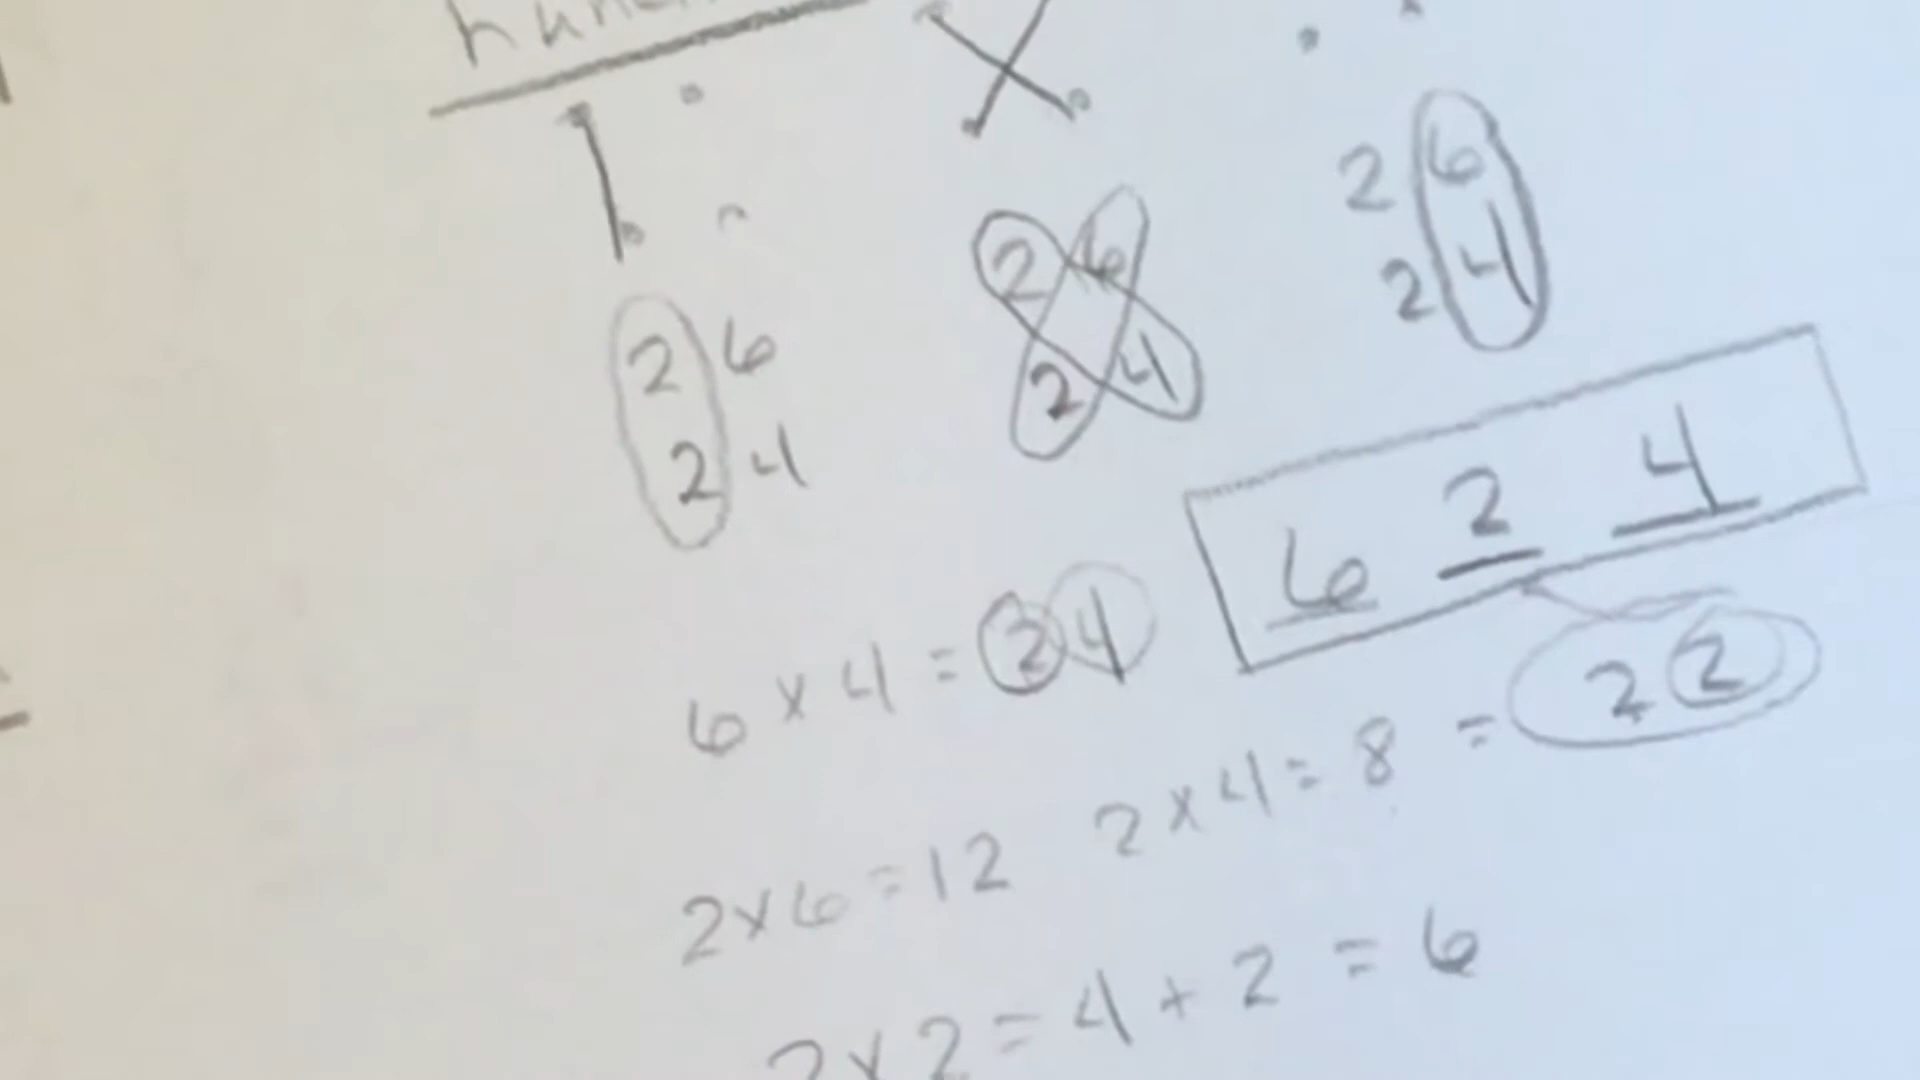 2 6
2 4
2 6
2 4
2 6
2 4
6 2 4
6 x 4 = 24
2 x 4 = 8 = 22
2 x 6 = 12
2 x 2 = 4 + 2 = 6